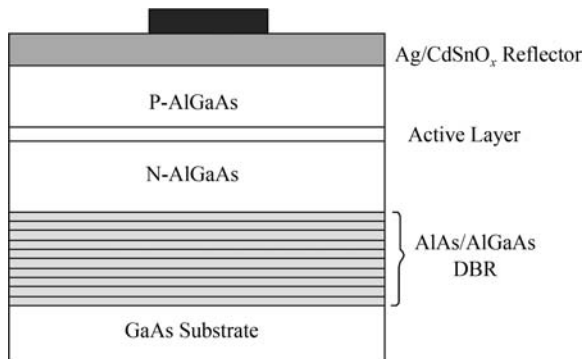 Ag/CdSnOₓ Reflector
P-AlGaAs
Active Layer
N-AlGaAs
AlAs/AlGaAs
DBR
GaAs Substrate